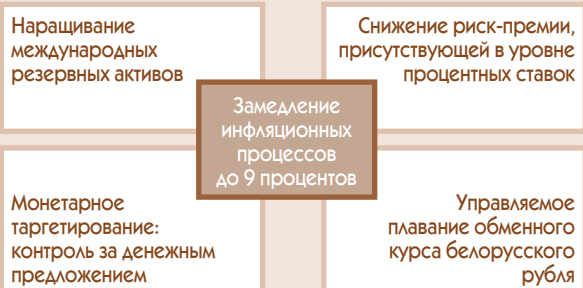 Наращивание
международных
резервных активов
Снижение риск-премии,
присутствующей в уровне
процентных ставок
Замедление
инфляционных
процессов
до 9 процентов
Монетарное
таргетирование:
контроль за денежным
предложением
Управляемое
плавание обменного
курса белорусского
рубля